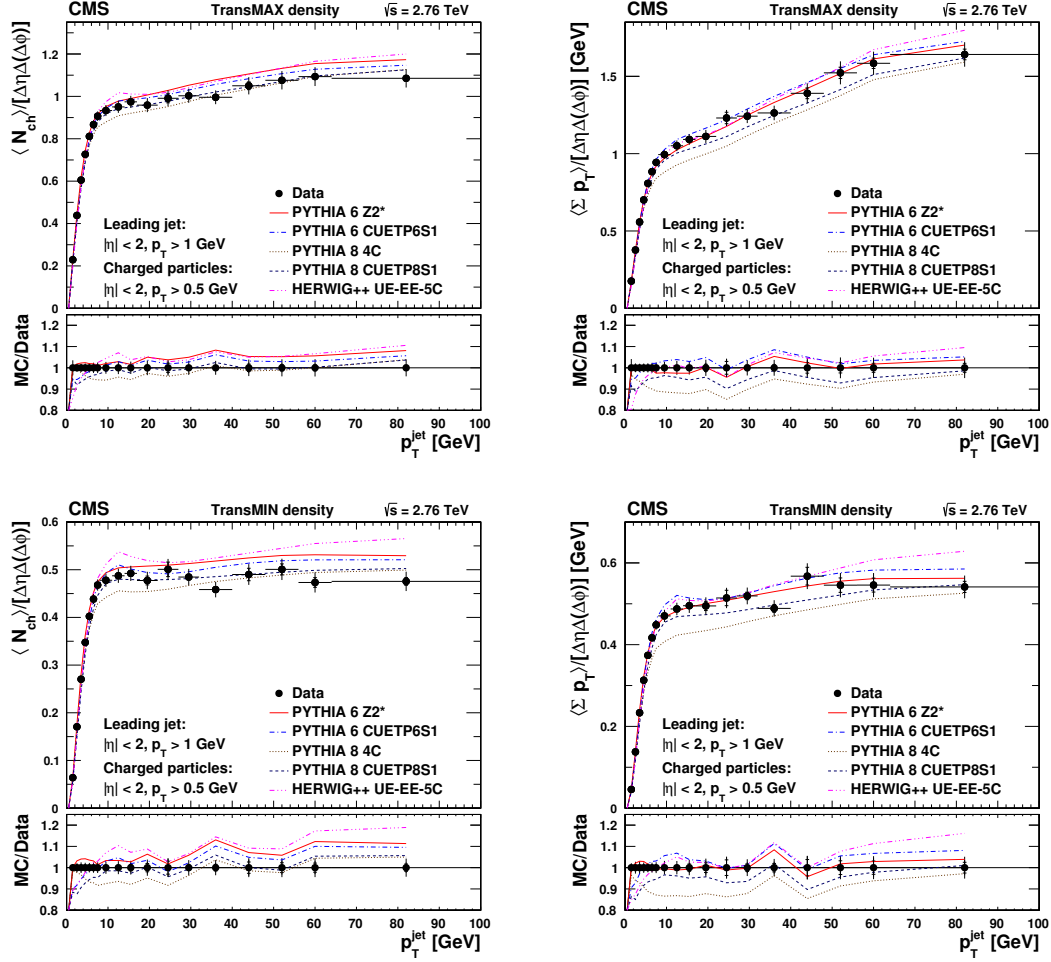 CMS TransMAX density √s = 2.76 TeV
⟨ N_ch⟩/[ΔηΔ(Δϕ)]
1.2
1
0.8
0.6
0.4
0.2
0
Data
PYTHIA 6 Z2*
PYTHIA 6 CUETP6S1
PYTHIA 8 4C
PYTHIA 8 CUETP8S1
HERWIG++ UE-EE-5C
Leading jet:
|η| < 2, p_T > 1 GeV
Charged particles:
|η| < 2, p_T > 0.5 GeV
MC/Data
1.2
1.1
1
0.9
0.8
0 10 20 30 40 50 60 70 80 90 100
p_T^jet [GeV]
CMS TransMAX density √s = 2.76 TeV
⟨Σ p_T⟩/[ΔηΔ(Δϕ)] [GeV]
1.5
1
0.5
0
Data
PYTHIA 6 Z2*
PYTHIA 6 CUETP6S1
PYTHIA 8 4C
PYTHIA 8 CUETP8S1
HERWIG++ UE-EE-5C
Leading jet:
|η| < 2, p_T > 1 GeV
Charged particles:
|η| < 2, p_T > 0.5 GeV
MC/Data
1.2
1.1
1
0.9
0.8
0 10 20 30 40 50 60 70 80 90 100
p_T^jet [GeV]
CMS TransMIN density √s = 2.76 TeV
⟨ N_ch⟩/[ΔηΔ(Δϕ)]
0.6
0.5
0.4
0.3
0.2
0.1
0
Data
PYTHIA 6 Z2*
PYTHIA 6 CUETP6S1
PYTHIA 8 4C
PYTHIA 8 CUETP8S1
HERWIG++ UE-EE-5C
Leading jet:
|η| < 2, p_T > 1 GeV
Charged particles:
|η| < 2, p_T > 0.5 GeV
MC/Data
1.2
1.1
1
0.9
0.8
0 10 20 30 40 50 60 70 80 90 100
p_T^jet [GeV]
CMS TransMIN density √s = 2.76 TeV
⟨Σ p_T⟩/[ΔηΔ(Δϕ)] [GeV]
0.6
0.4
0.2
0
Data
PYTHIA 6 Z2*
PYTHIA 6 CUETP6S1
PYTHIA 8 4C
PYTHIA 8 CUETP8S1
HERWIG++ UE-EE-5C
Leading jet:
|η| < 2, p_T > 1 GeV
Charged particles:
|η| < 2, p_T > 0.5 GeV
MC/Data
1.2
1.1
1
0.9
0.8
0 10 20 30 40 50 60 70 80 90 100
p_T^jet [GeV]